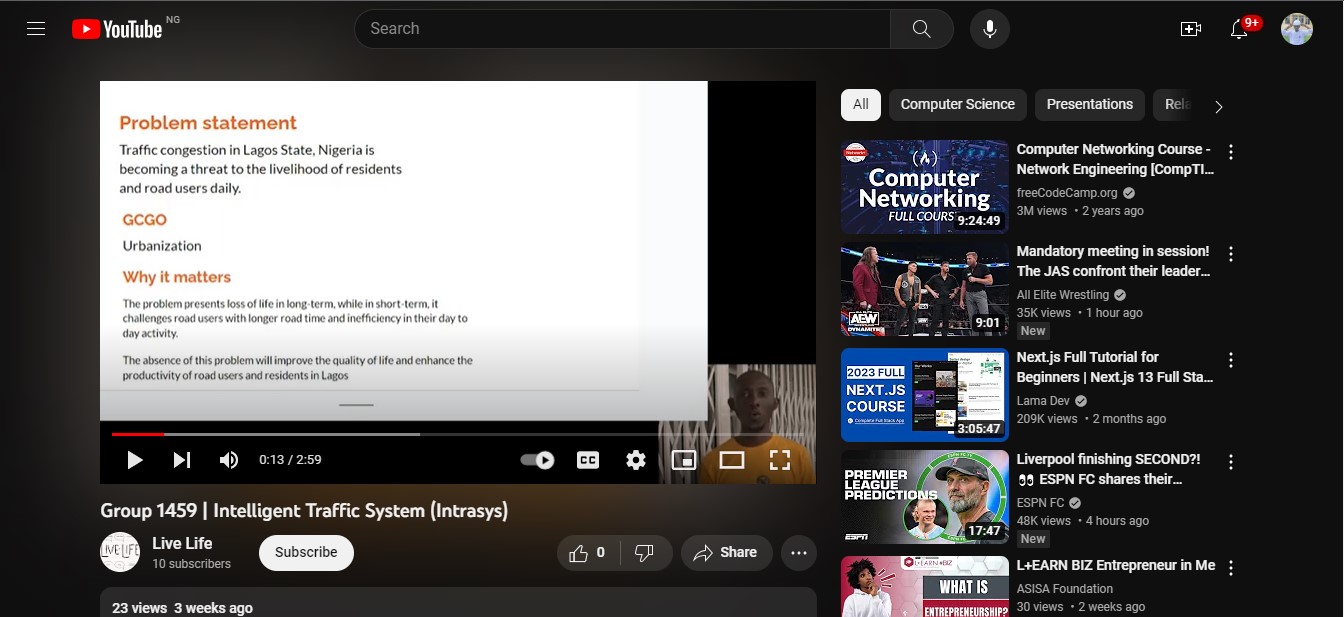 YouTube NG
Search
9+
Problem statement
Traffic congestion in Lagos State, Nigeria is
becoming a threat to the livelihood of residents
and road users daily.
GCGO
Urbanization
Why it matters
The problem presents loss of life in long-term, while in short-term, it
challenges road users with longer road time and inefficiency in their day to
day activity.
The absence of this problem will improve the quality of life and enhance the
productivity of road users and residents in Lagos
0:13 / 2:59
CC
Group 1459 | Intelligent Traffic System (Intrasys)
LIVE LIFE
Live Life
10 subscribers
Subscribe
0
Share
23 views 3 weeks ago
All
Computer Science
Presentations
Rela
Computer
Networking
FULL COURS
9:24:49
Computer Networking Course -
Network Engineering [CompTI...
freeCodeCamp.org
3M views • 2 years ago
AEW
DYNAMITE
9:01
Mandatory meeting in session!
The JAS confront their leader...
All Elite Wrestling
35K views • 1 hour ago
New
2023 FULL
NEXT.JS
COURSE
Complete Full Stack App
3:05:47
Next.js Full Tutorial for
Beginners | Next.js 13 Full Sta...
Lama Dev
209K views • 2 months ago
PREMIER
LEAGUE
PREDICTIONS
ESPN
17:47
Liverpool finishing SECOND?!
👀 ESPN FC shares their...
ESPN FC
48K views • 4 hours ago
New
L+EARN #BIZ
WHAT IS
ENTREPRENEURSHIP?
L+EARN BIZ Entrepreneur in Me
ASISA Foundation
30 views • 2 weeks ago